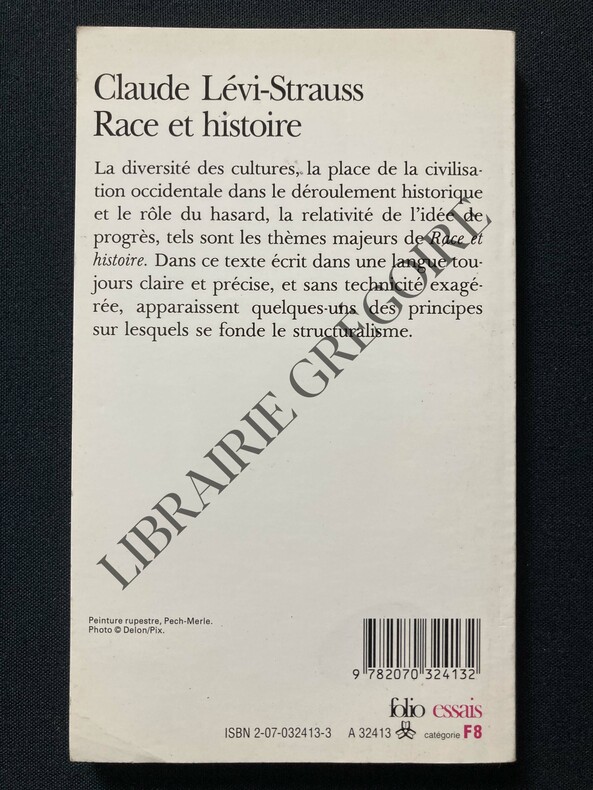 Claude Lévi-Strauss
Race et histoire
La diversité des cultures, la place de la civilisa-
tion occidentale dans le déroulement historique
et le rôle du hasard, la relativité de l'idée de
progrès, tels sont les thèmes majeurs de Race et
histoire. Dans ce texte écrit dans une langue tou-
jours claire et précise, et sans technicité exagé-
rée, apparaissent quelques-uns des principes
sur lesquels se fonde le structuralisme.
LIBRAIRIE GRÉGOIRE
Peinture rupestre, Pech-Merle.
Photo © Delon/Pix.
9 782070 324132
folio essais
ISBN 2-07-032413-3 A 32413 catégorie F8